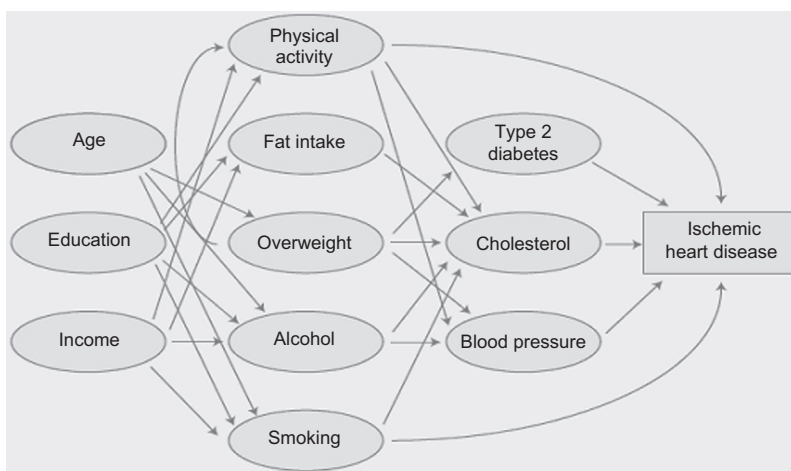 Physical
activity
Age
Fat intake
Type 2
diabetes
Education
Overweight
Cholesterol
Ischemic
heart disease
Income
Alcohol
Blood pressure
Smoking